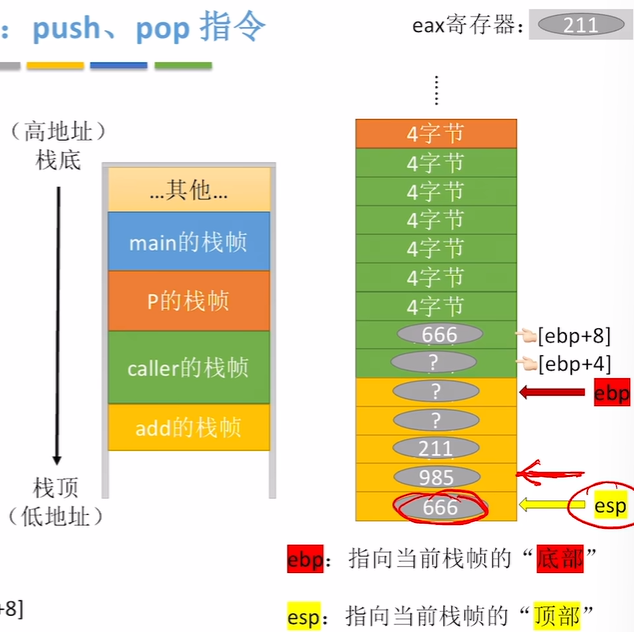 ：push、pop 指令
eax寄存器：
211
（高地址）
栈底
…其他…
main的栈帧
P的栈帧
caller的栈帧
add的栈帧
栈顶
（低地址）
……
4字节
4字节
4字节
4字节
4字节
4字节
4字节
666
[ebp+8]
?
[ebp+4]
?
ebp
?
211
985
666
esp
ebp：指向当前栈帧的“底部”
esp：指向当前栈帧的“顶部”
+8]